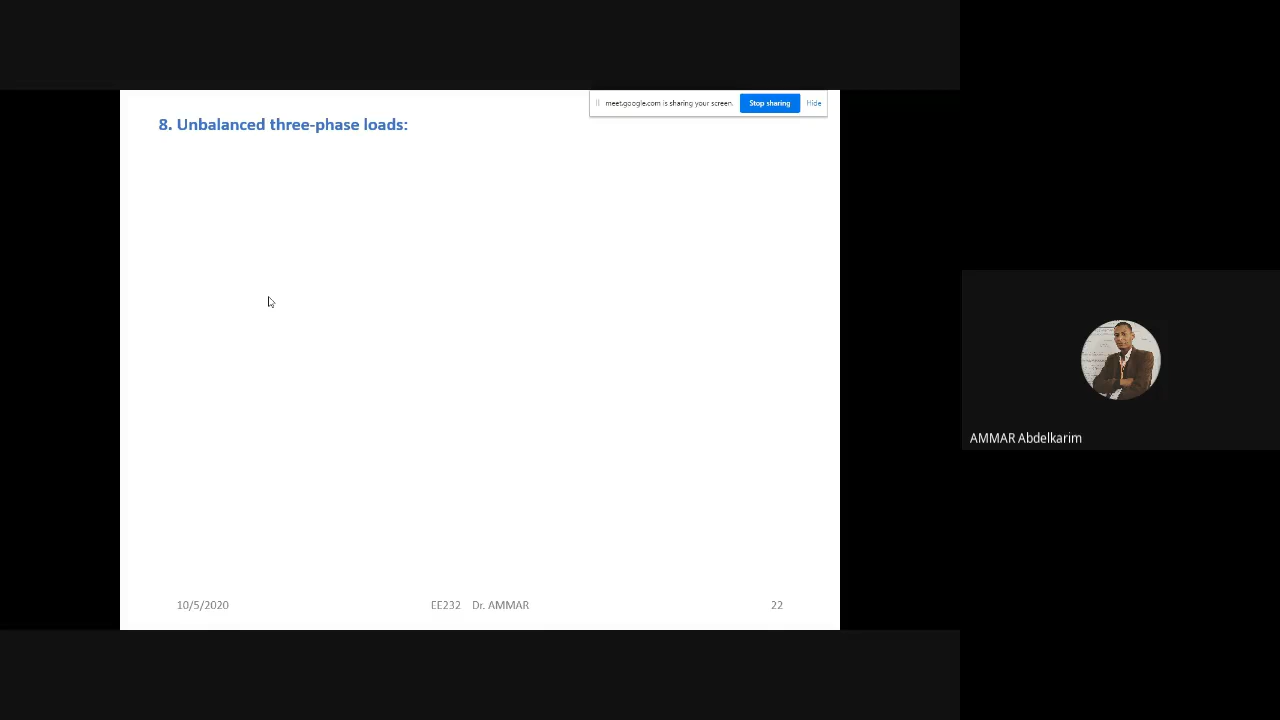 meet.google.com is sharing your screen.
Stop sharing
Hide
8. Unbalanced three-phase loads:
AMMAR Abdelkarim
10/5/2020
EE232 Dr. AMMAR
22